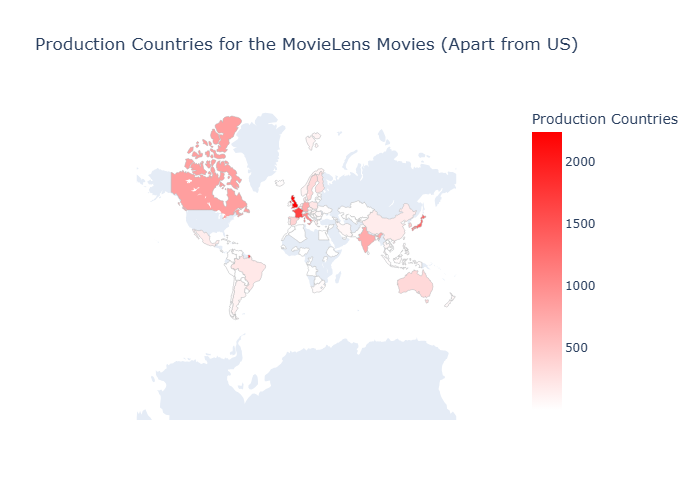 Production Countries for the MovieLens Movies (Apart from US)
Production Countries
2000
1500
1000
500